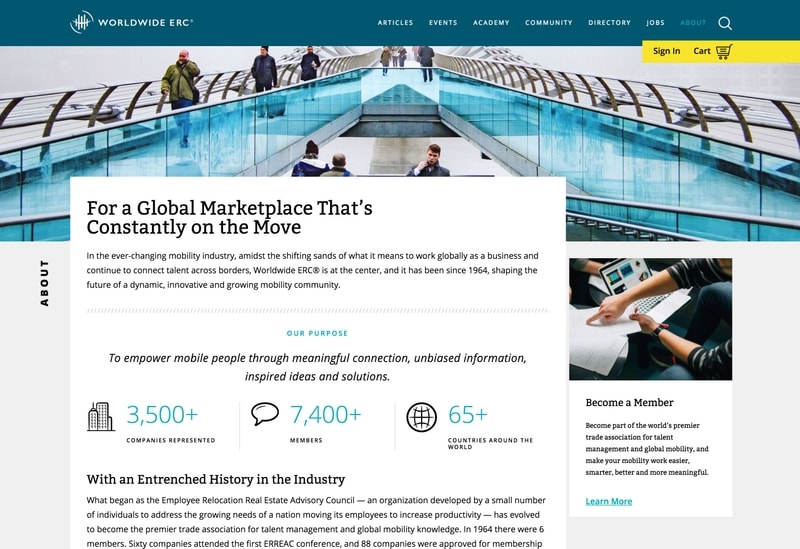 WORLDWIDE ERC®
ARTICLES EVENTS ACADEMY COMMUNITY DIRECTORY JOBS ABOUT
Sign In Cart
ABOUT
For a Global Marketplace That's
Constantly on the Move
In the ever-changing mobility industry, amidst the shifting sands of what it means to work globally as a business and
continue to connect talent across borders, Worldwide ERC® is at the center, and it has been since 1964, shaping the
future of a dynamic, innovative and growing mobility community.
OUR PURPOSE
To empower mobile people through meaningful connection, unbiased information,
inspired ideas and solutions.
3,500+
COMPANIES REPRESENTED
7,400+
MEMBERS
65+
COUNTRIES AROUND THE
WORLD
With an Entrenched History in the Industry
What began as the Employee Relocation Real Estate Advisory Council — an organization developed by a small number
of individuals to address the growing needs of a nation moving its employees to increase productivity — has evolved
to become the premier trade association for talent management and global mobility knowledge. In 1964 there were 6
members. Sixty companies attended the first ERREAC conference, and 88 companies were approved for membership
Become a Member
Become part of the world's premier
trade association for talent
management and global mobility, and
make your mobility work easier,
smarter, better and more meaningful.
Learn More